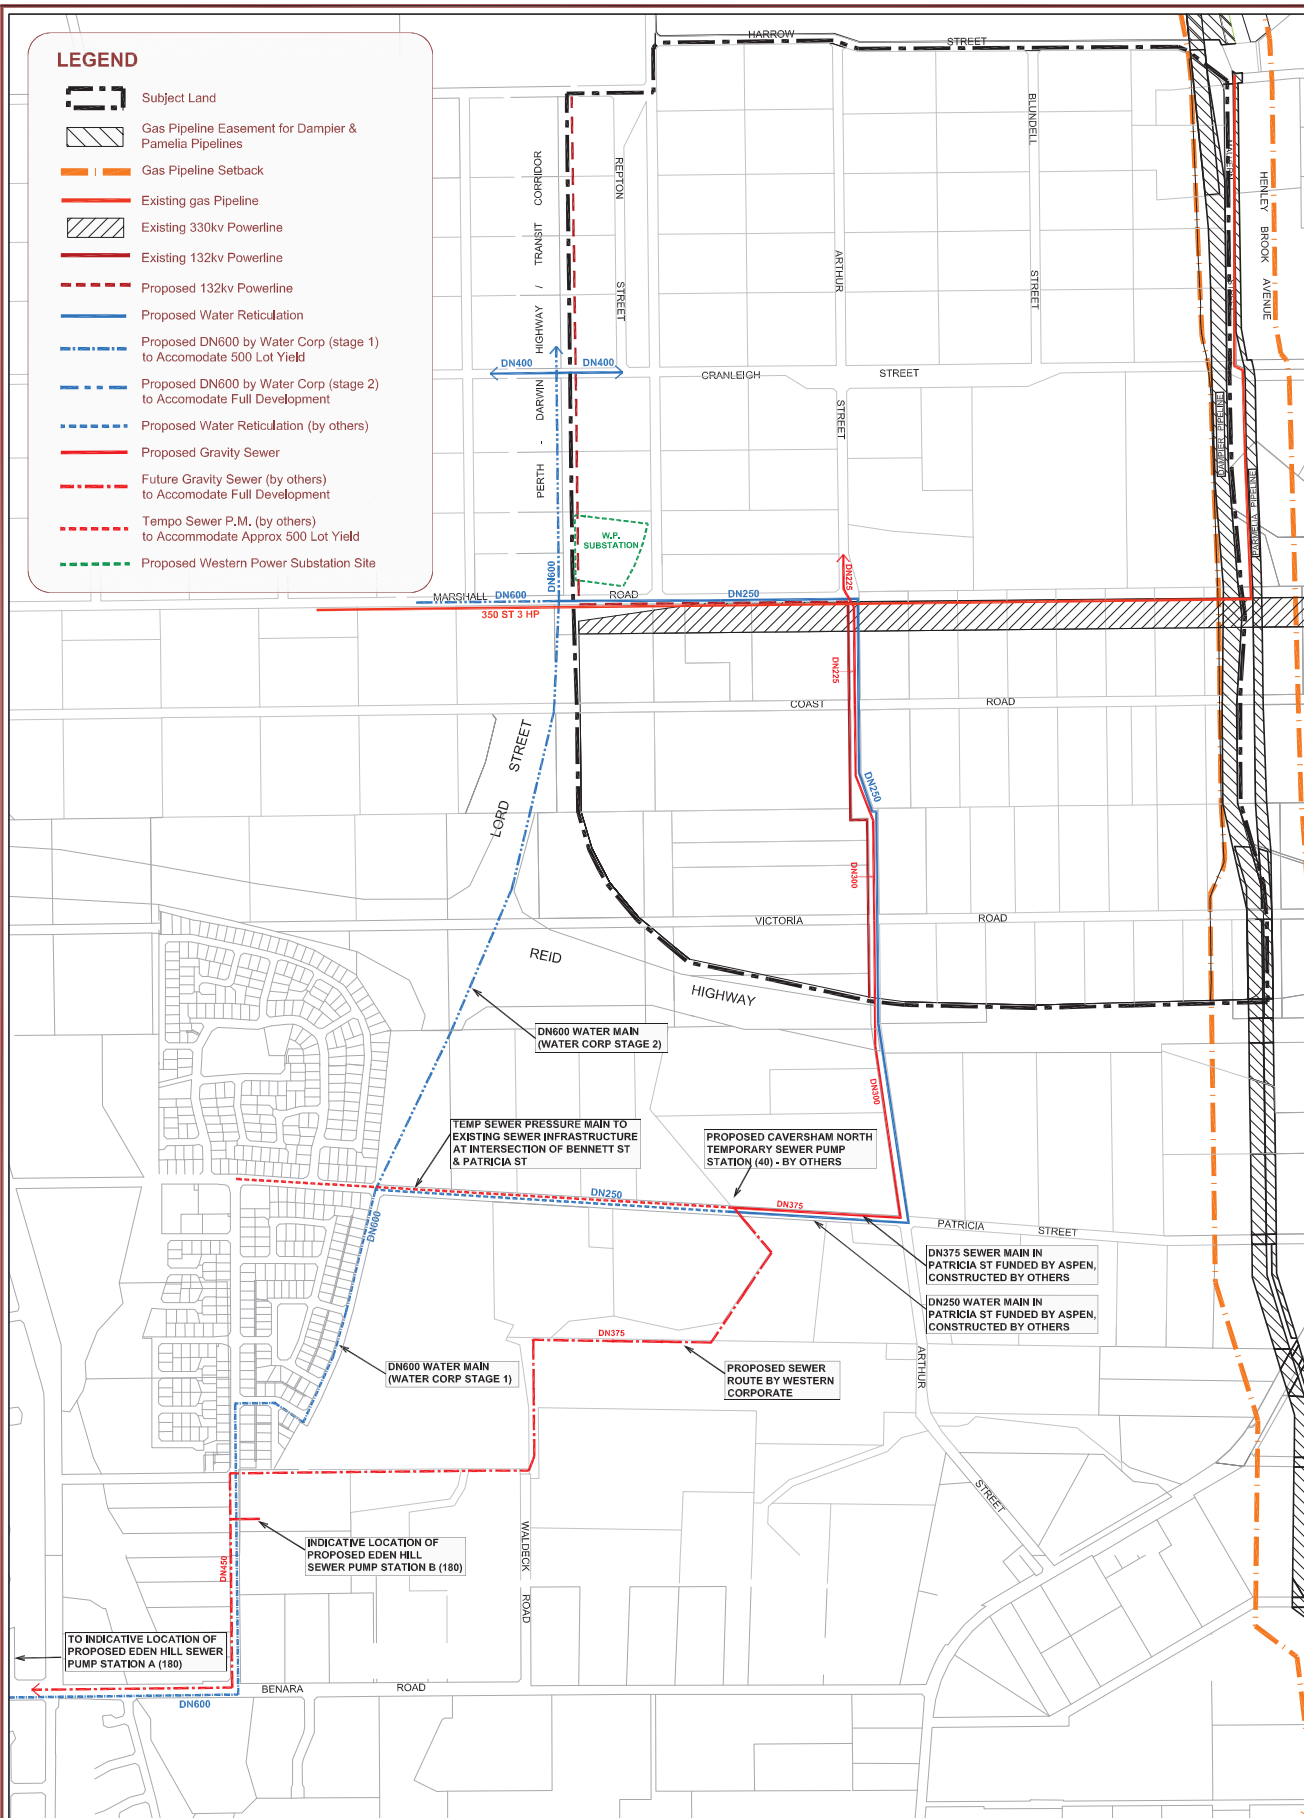 LEGEND
Subject Land
Gas Pipeline Easement for Dampier &
Pamelia Pipelines
Gas Pipeline Setback
Existing gas Pipeline
Existing 330kv Powerline
Existing 132kv Powerline
Proposed 132kv Powerline
Proposed Water Reticulation
Proposed DN600 by Water Corp (stage 1)
to Accomodate 500 Lot Yield
Proposed DN600 by Water Corp (stage 2)
to Accomodate Full Development
Proposed Water Reticulation (by others)
Proposed Gravity Sewer
Future Gravity Sewer (by others)
to Accomodate Full Development
Tempo Sewer P.M. (by others)
to Accommodate Approx 500 Lot Yield
Proposed Western Power Substation Site
HARROW STREET
PERTH - DARWIN HIGHWAY / TRANSIT CORRIDOR
REPTON STREET
ARTHUR STREET
BLUNDELL STREET
HENLEY BROOK AVENUE
DN400 DN400
CRANLEIGH STREET
DAMPIER PIPELINE
PARMELIA PIPELINE
W.P.
SUBSTATION
DN600
DN225
MARSHALL ROAD
DN600
DN250
350 ST 3 HP
DN225
COAST ROAD
LORD STREET
DN250
DN300
VICTORIA ROAD
REID HIGHWAY
DN600 WATER MAIN
(WATER CORP STAGE 2)
DN300
TEMP SEWER PRESSURE MAIN TO
EXISTING SEWER INFRASTRUCTURE
AT INTERSECTION OF BENNETT ST
& PATRICIA ST
PROPOSED CAVERSHAM NORTH
TEMPORARY SEWER PUMP
STATION (40) - BY OTHERS
DN250
DN375
DN600
PATRICIA STREET
DN375 SEWER MAIN IN
PATRICIA ST FUNDED BY ASPEN,
CONSTRUCTED BY OTHERS
DN250 WATER MAIN IN
PATRICIA ST FUNDED BY ASPEN,
CONSTRUCTED BY OTHERS
DN375
DN600 WATER MAIN
(WATER CORP STAGE 1)
PROPOSED SEWER
ROUTE BY WESTERN
CORPORATE
ARTHUR STREET
INDICATIVE LOCATION OF
PROPOSED EDEN HILL
SEWER PUMP STATION B (180)
DN450
WALDECK ROAD
TO INDICATIVE LOCATION OF
PROPOSED EDEN HILL SEWER
PUMP STATION A (180)
BENARA ROAD
DN600